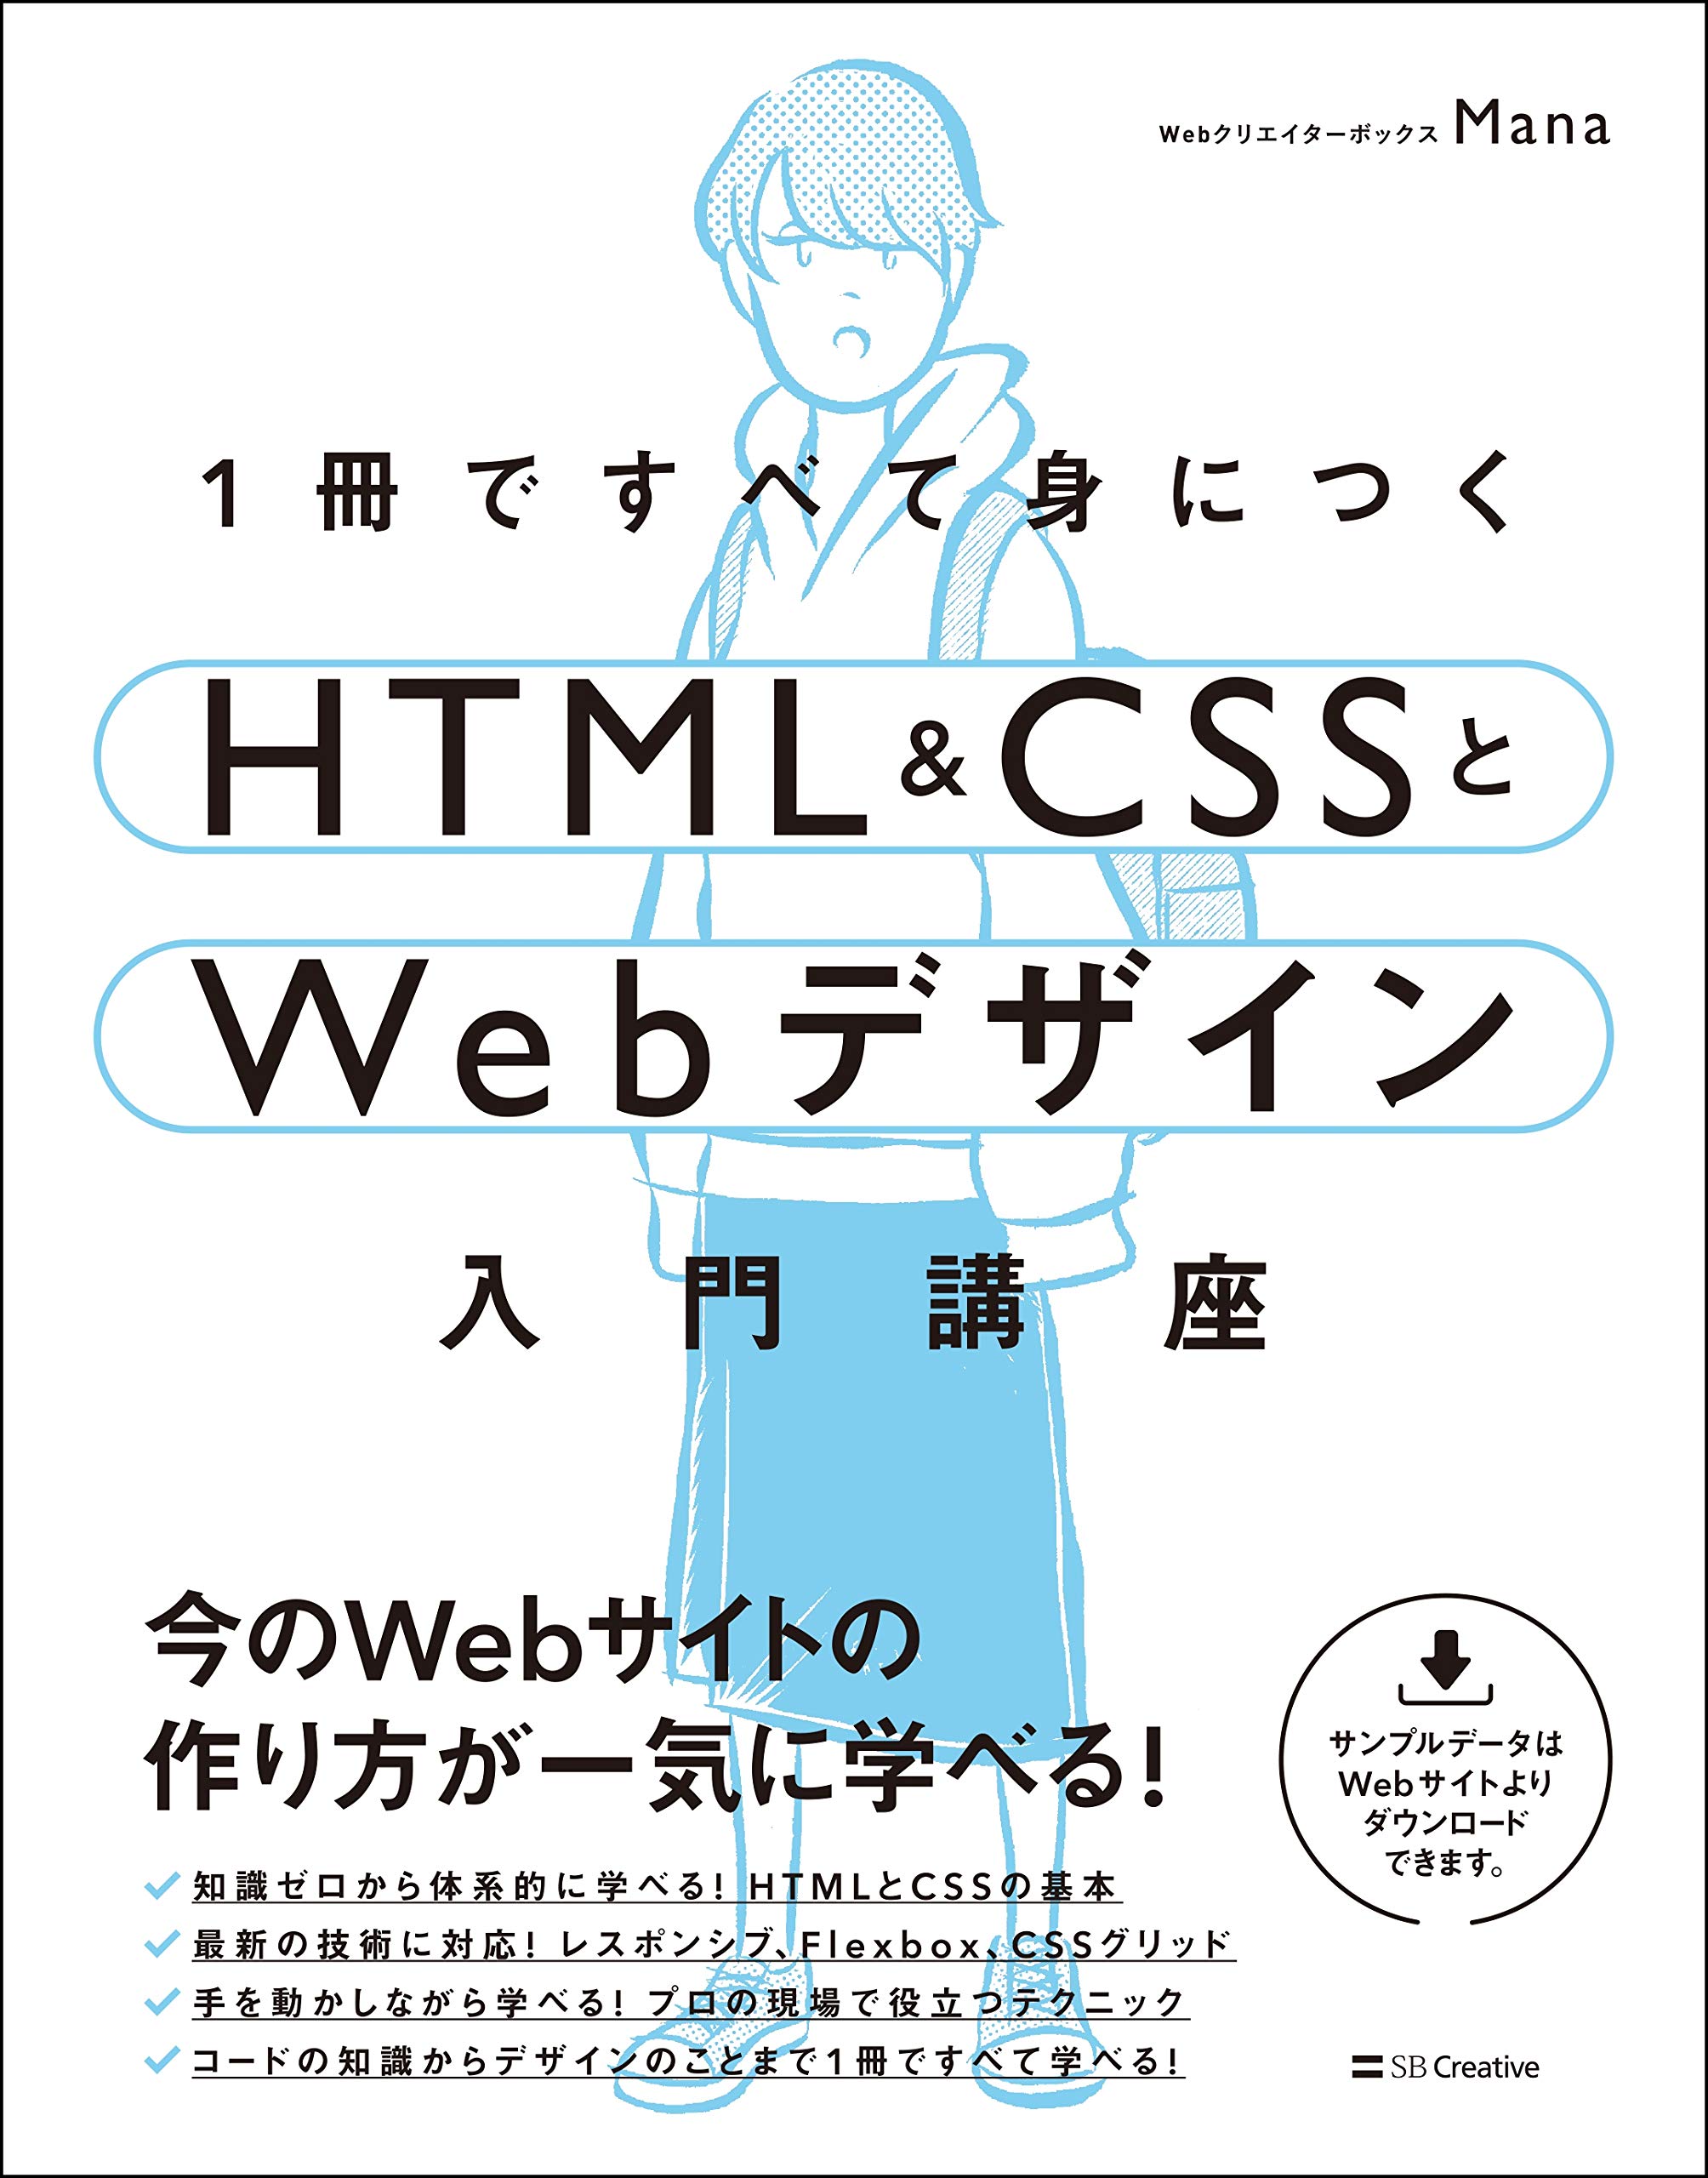 Webクリエイターボックス Mana
1冊ですべて身につく
HTML&CSSと
Webデザイン
入門講座
今のWebサイトの
作り方が一気に学べる!
知識ゼロから体系的に学べる! HTMLとCSSの基本
最新の技術に対応! レスポンシブ、Flexbox、CSSグリッド
手を動かしながら学べる! プロの現場で役立つテクニック
コードの知識からデザインのことまで1冊ですべて学べる!
サンプルデータは
Webサイトより
ダウンロード
できます。
SB Creative